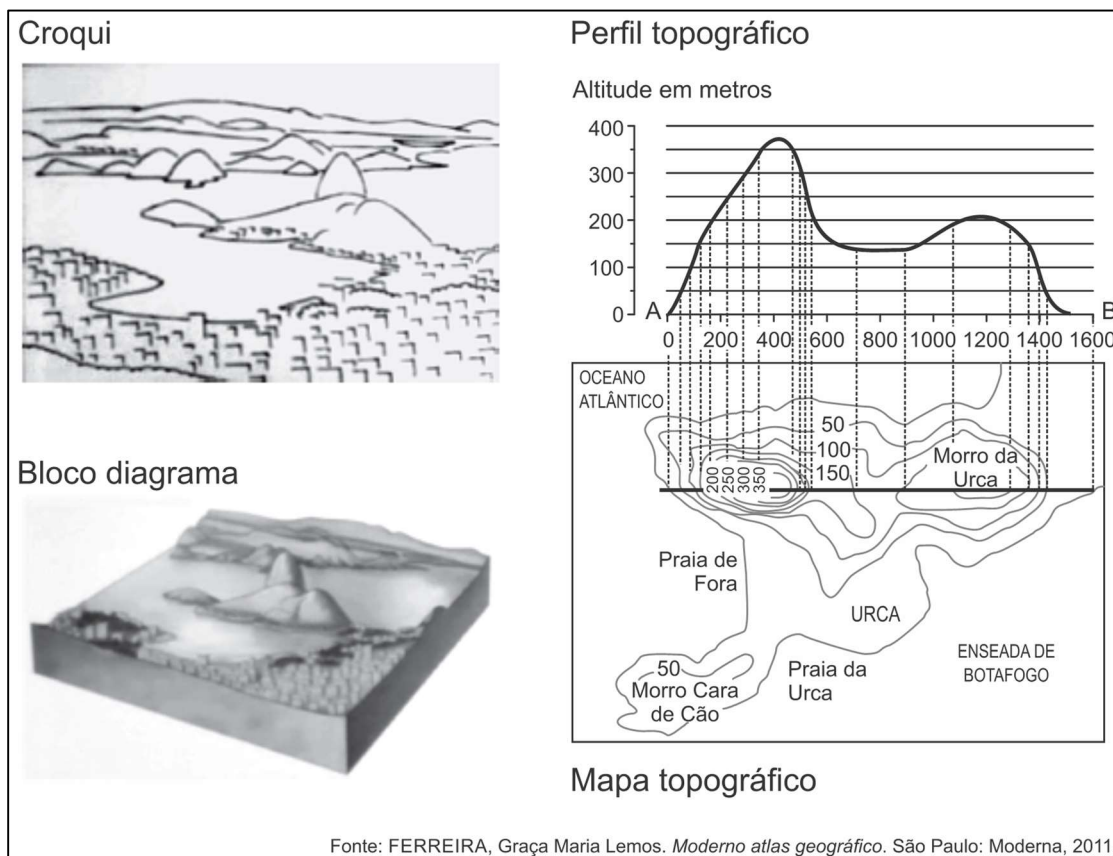 Croqui
Perfil topográfico
Altitude em metros
400
300
200
100
0
A
B
0 200 400 600 800 1000 1200 1400 1600
OCEANO
ATLÂNTICO
50
100
150
200
250
300
350
Morro da
Urca
Praia de
Fora
URCA
ENSEADA DE
BOTAFOGO
Praia da
Urca
50
Morro Cara
de Cão
Mapa topográfico
Bloco diagrama
Fonte: FERREIRA, Graça Maria Lemos. Moderno atlas geográfico. São Paulo: Moderna, 2011